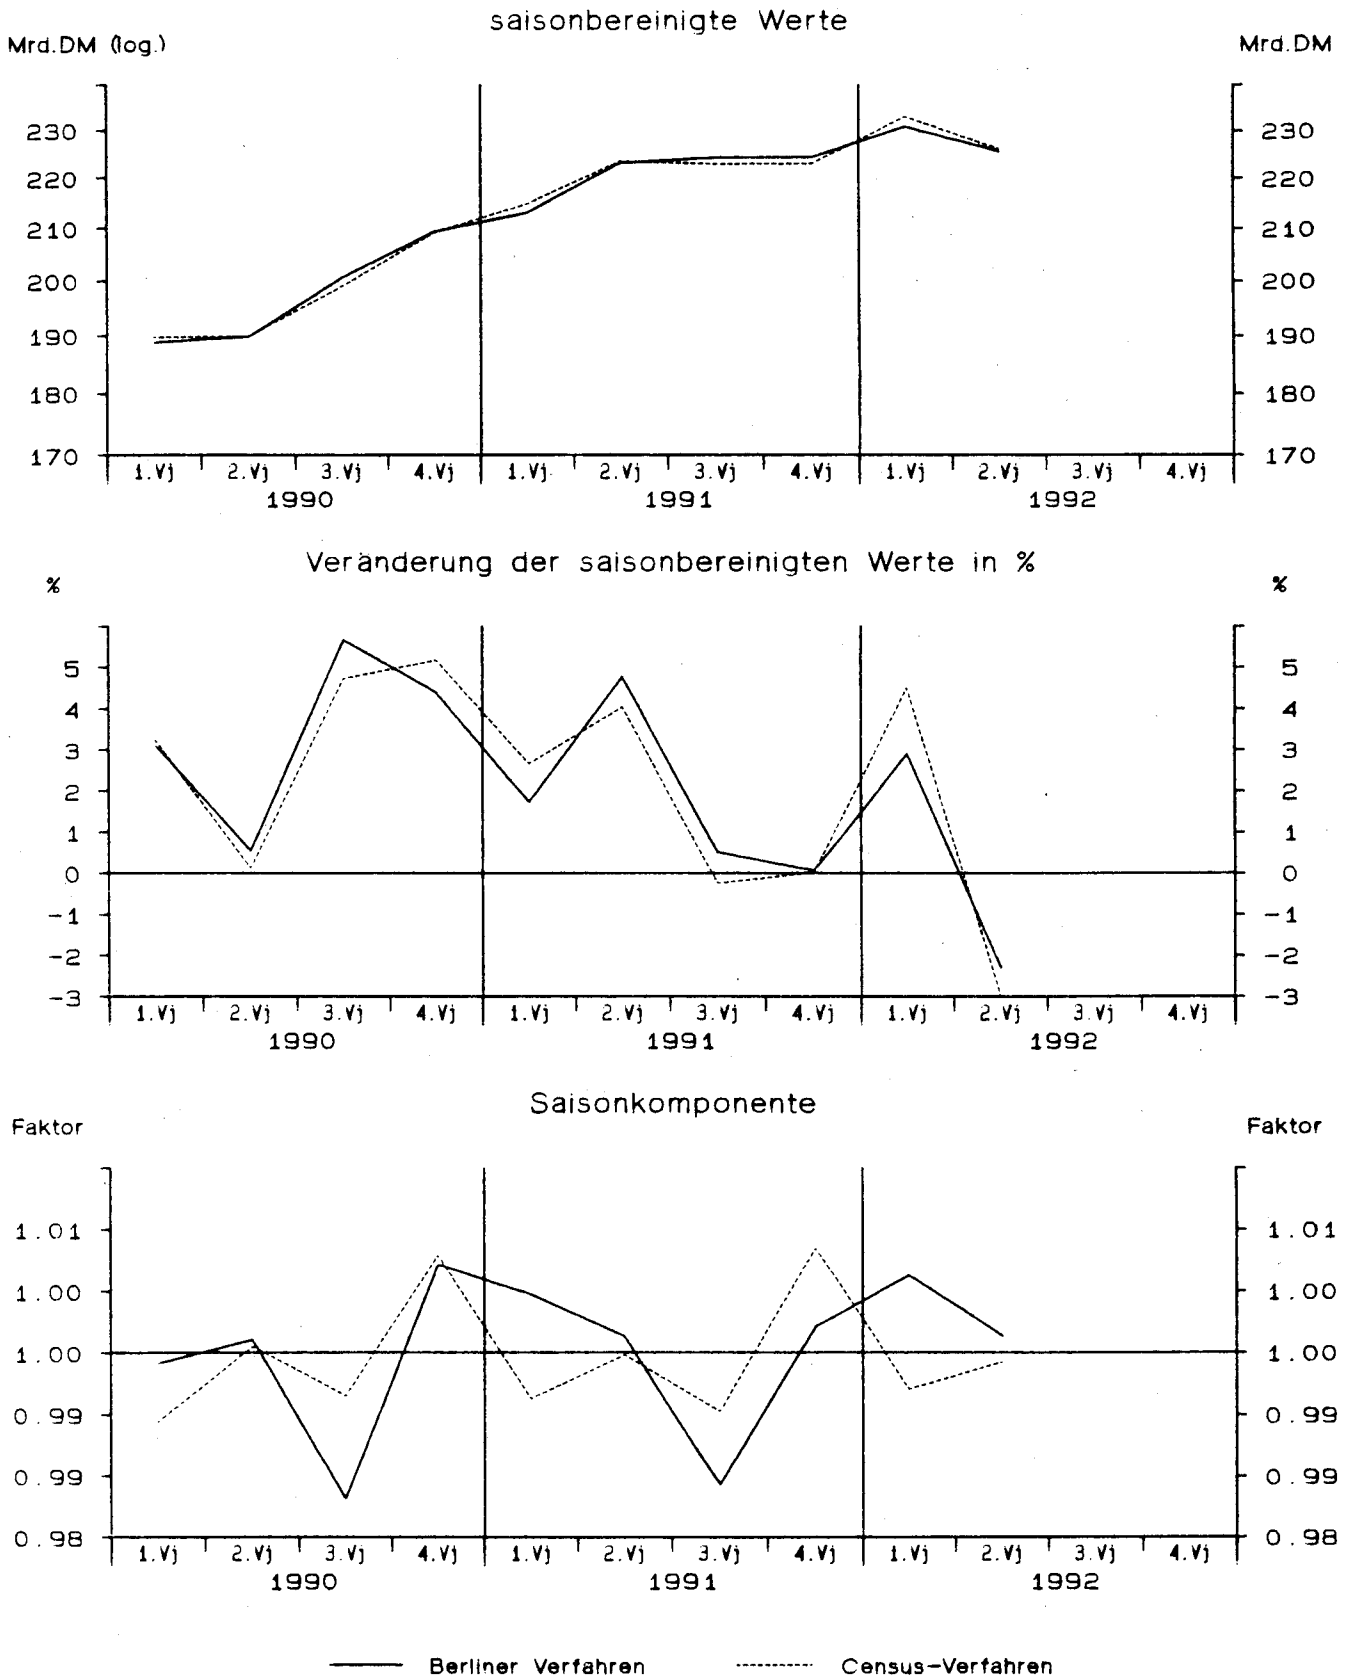 saisonbereinigte Werte
Mrd.DM (log.) Mrd.DM
230 230
220 220
210 210
200 200
190 190
180 180
170 170
1.Vj 2.Vj 3.Vj 4.Vj 1.Vj 2.Vj 3.Vj 4.Vj 1.Vj 2.Vj 3.Vj 4.Vj
1990 1991 1992
Veränderung der saisonbereinigten Werte in %
% %
5 5
4 4
3 3
2 2
1 1
0 0
-1 -1
-2 -2
-3 -3
1.Vj 2.Vj 3.Vj 4.Vj 1.Vj 2.Vj 3.Vj 4.Vj 1.Vj 2.Vj 3.Vj 4.Vj
1990 1991 1992
Saisonkomponente
Faktor Faktor
1.01 1.01
1.00 1.00
1.00 1.00
0.99 0.99
0.99 0.99
0.98 0.98
1.Vj 2.Vj 3.Vj 4.Vj 1.Vj 2.Vj 3.Vj 4.Vj 1.Vj 2.Vj 3.Vj 4.Vj
1990 1991 1992
Berliner Verfahren Census-Verfahren